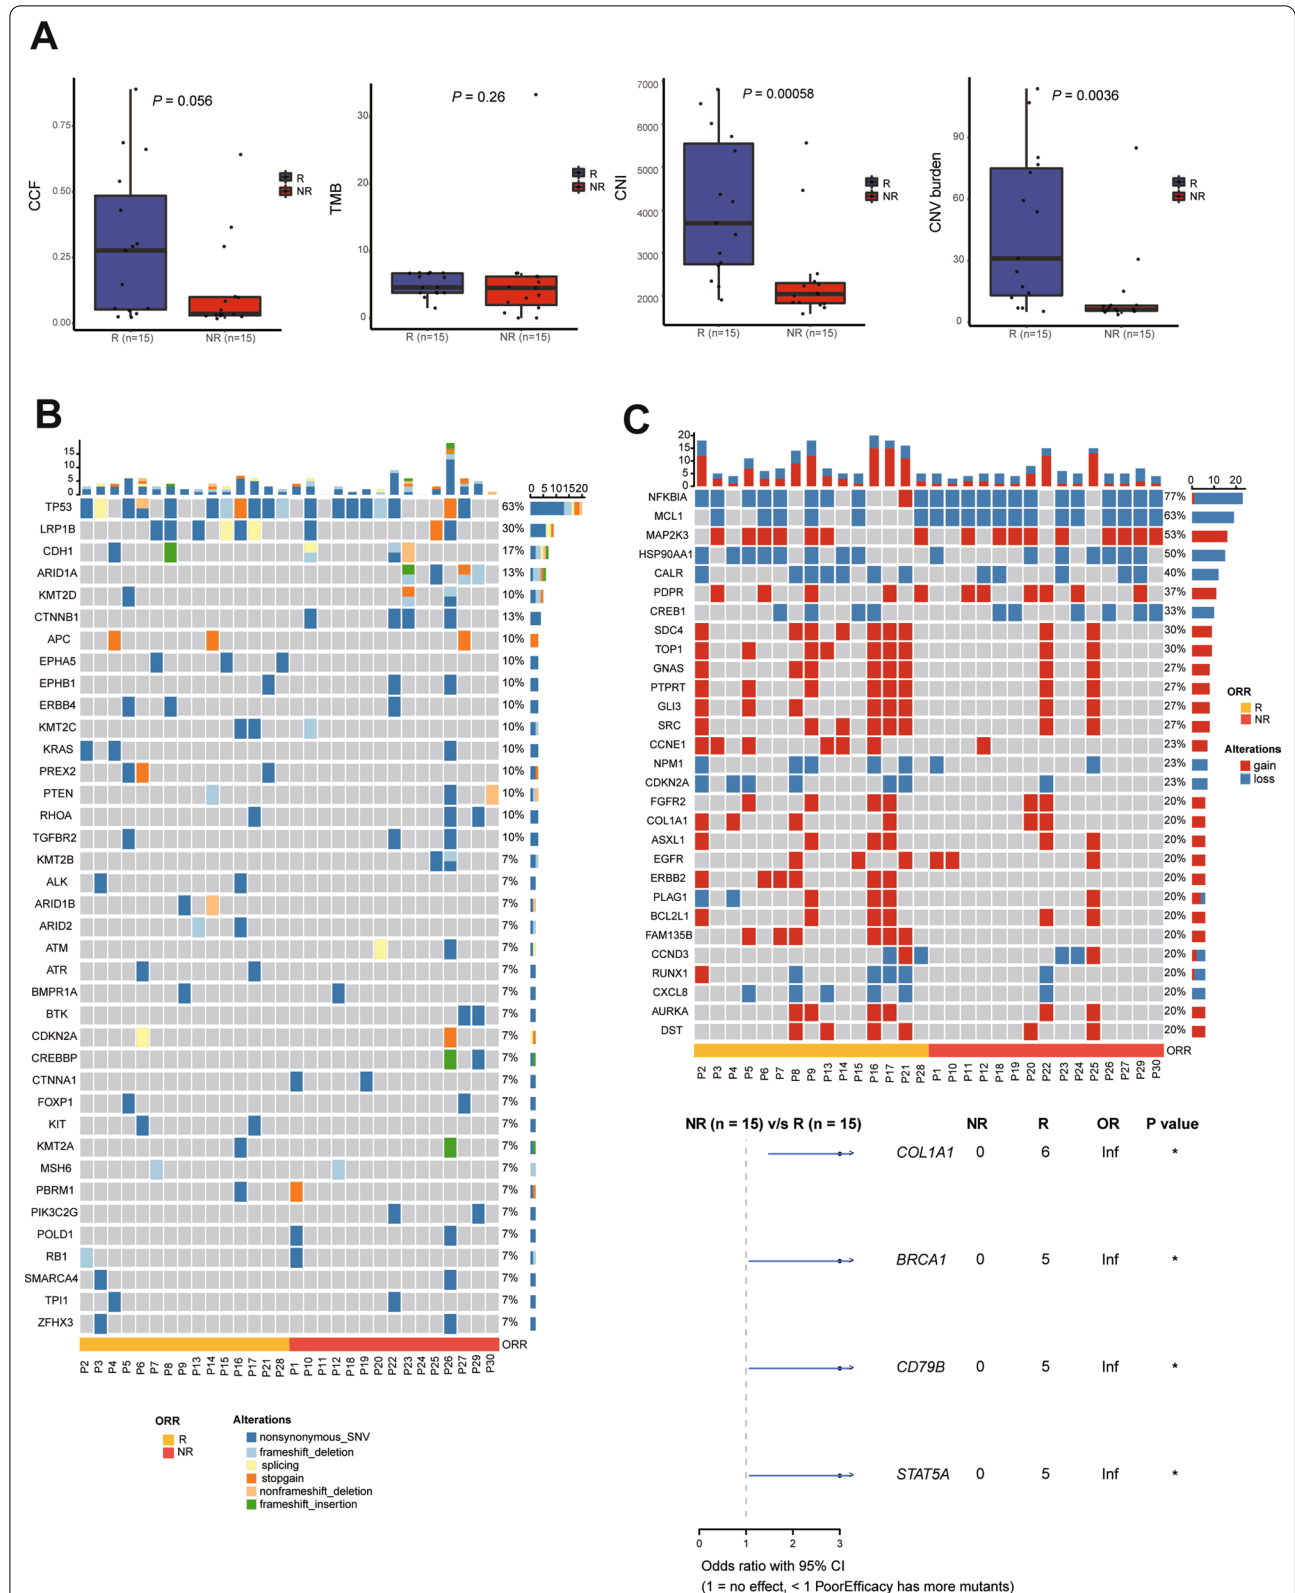 A
CCF
0.75
0.50
0.25
0.00
P = 0.056
R (n=15)
NR (n=15)
R
NR
TMB
30
20
10
0
P = 0.26
R (n=15)
NR (n=15)
R
NR
CNI
7000
6000
5000
4000
3000
2000
P = 0.00058
R (n=15)
NR (n=15)
R
NR
CNV burden
90
60
30
0
P = 0.0036
R (n=15)
NR (n=15)
R
NR
B
15
10
5
0
0 5 10 15 20
TP53 63%
LRP1B 30%
CDH1 17%
ARID1A 13%
KMT2D 10%
CTNNB1 13%
APC 10%
EPHA5 10%
EPHB1 10%
ERBB4 10%
KMT2C 10%
KRAS 10%
PREX2 10%
PTEN 10%
RHOA 10%
TGFBR2 10%
KMT2B 7%
ALK 7%
ARID1B 7%
ARID2 7%
ATM 7%
ATR 7%
BMPR1A 7%
BTK 7%
CDKN2A 7%
CREBBP 7%
CTNNA1 7%
FOXP1 7%
KIT 7%
KMT2A 7%
MSH6 7%
PBRM1 7%
PIK3C2G 7%
POLD1 7%
RB1 7%
SMARCA4 7%
TPI1 7%
ZFHX3 7%
ORR
P2 P3 P4 P5 P6 P7 P8 P9 P13 P14 P15 P16 P17 P21 P28 P1 P10 P11 P12 P18 P19 P20 P22 P23 P24 P25 P26 P27 P29 P30
ORR
R
NR
Alterations
nonsynonymous_SNV
frameshift_deletion
splicing
stopgain
nonframeshift_deletion
frameshift_insertion
C
20
15
10
5
0
0 10 20
NFKBIA 77%
MCL1 63%
MAP2K3 53%
HSP90AA1 50%
CALR 40%
PDPR 37%
CREB1 33%
SDC4 30%
TOP1 30%
GNAS 27%
PTPRT 27%
GLI3 27%
SRC 27%
CCNE1 23%
NPM1 23%
CDKN2A 23%
FGFR2 20%
COL1A1 20%
ASXL1 20%
EGFR 20%
ERBB2 20%
PLAG1 20%
BCL2L1 20%
FAM135B 20%
CCND3 20%
RUNX1 20%
CXCL8 20%
AURKA 20%
DST 20%
ORR
P2 P3 P4 P5 P6 P7 P8 P9 P13 P14 P15 P16 P17 P21 P28 P1 P10 P11 P12 P18 P19 P20 P22 P23 P24 P25 P26 P27 P29 P30
ORR
R
NR
Alterations
gain
loss
NR (n = 15) v/s R (n = 15) NR R OR P value
COL1A1 0 6 Inf *
BRCA1 0 5 Inf *
CD79B 0 5 Inf *
STAT5A 0 5 Inf *
0 1 2 3
Odds ratio with 95% CI
(1 = no effect, < 1 PoorEfficacy has more mutants)